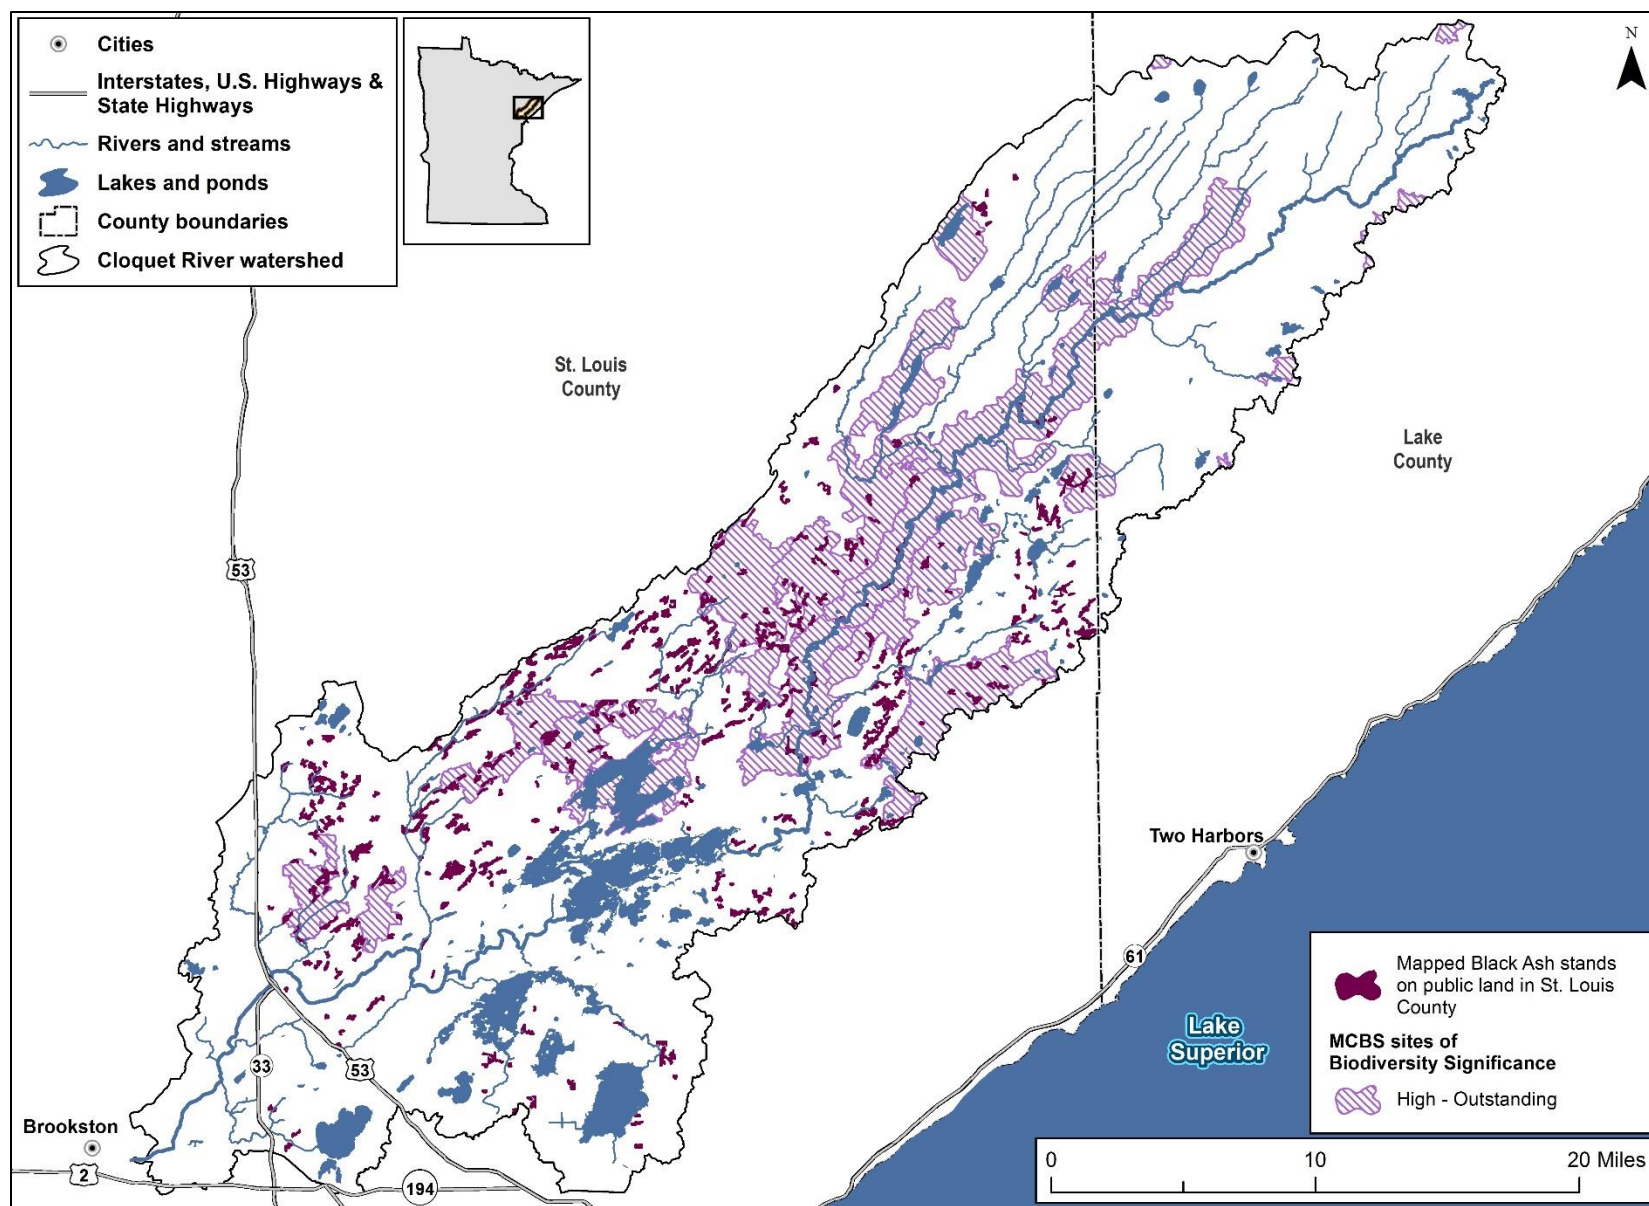 Cities
Interstates, U.S. Highways &
State Highways
Rivers and streams
Lakes and ponds
County boundaries
Cloquet River watershed
N
St. Louis
County
Lake
County
53
Two Harbors
61
Lake
Superior
33
53
Brookston
2
194
Mapped Black Ash stands
on public land in St. Louis
County
MCBS sites of
Biodiversity Significance
High - Outstanding
0 10 20 Miles